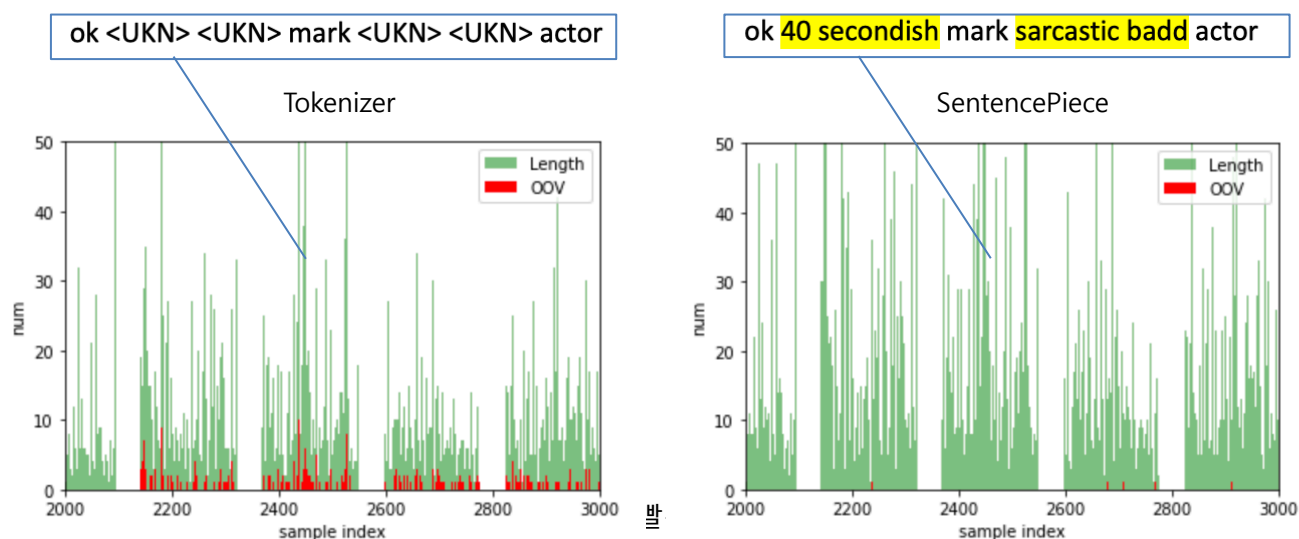 ok <UKN> <UKN> mark <UKN> <UKN> actor
Tokenizer
50
40
30
20
10
0
num
Length
OOV
2000
2200
2400
2600
2800
3000
sample index
ok 40 secondish mark sarcastic badd actor
SentencePiece
50
40
30
20
10
0
num
Length
OOV
2000
2200
2400
2600
2800
3000
sample index